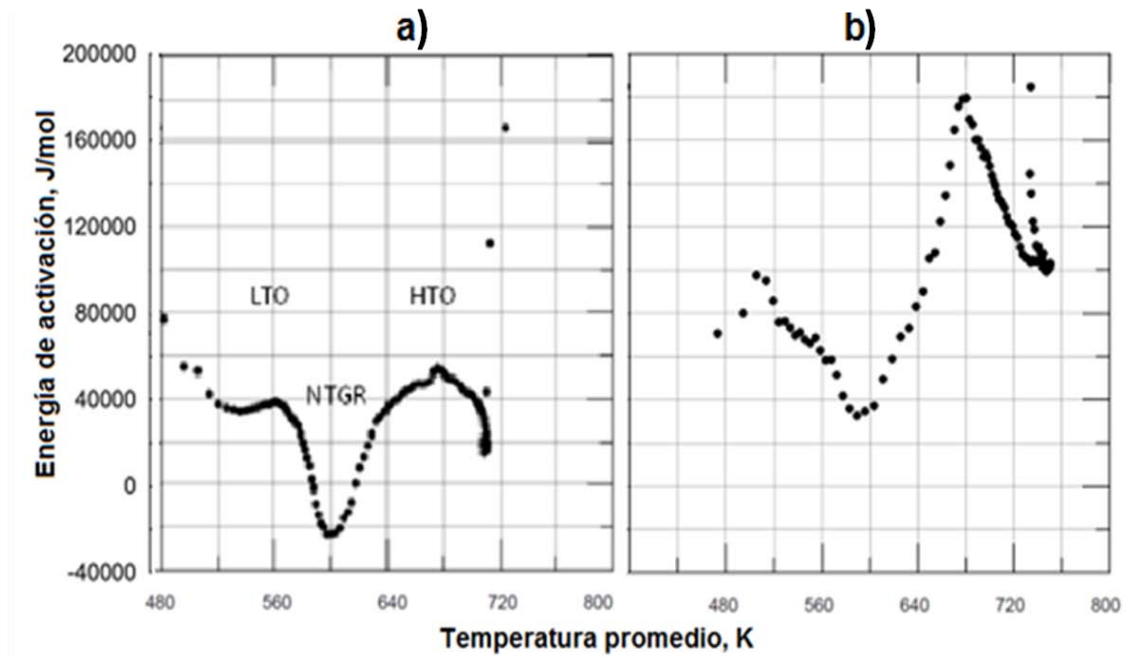 a)
b)
200000
160000
120000
80000
40000
0
-40000
Energía de activación, J/mol
LTO
HTO
NTGR
480 560 640 720 800
480 560 640 720 800
Temperatura promedio, K